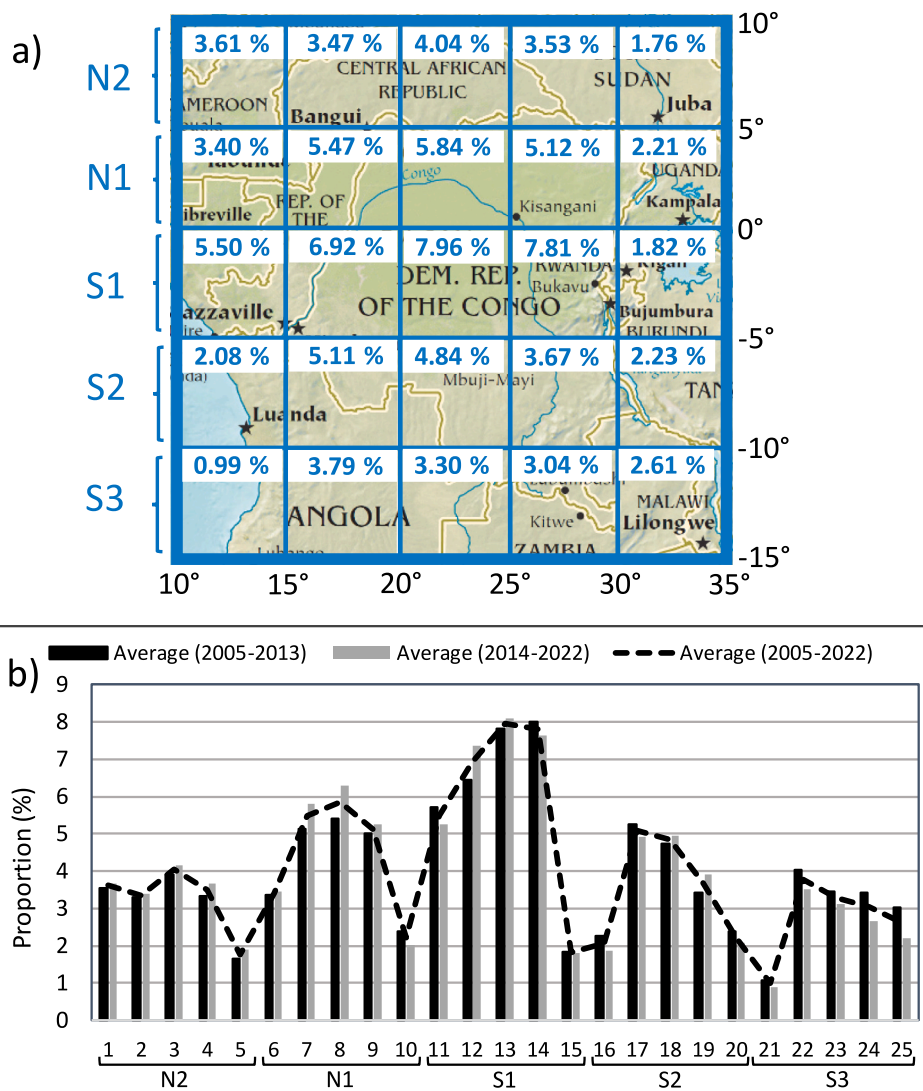 a)
10°
N2
3.61 % 3.47 % 4.04 % 3.53 % 1.76 %
CENTRAL AFRICAN
REPUBLIC
SUDAN
AMEROON
Bangui
Juba
5°
N1
3.40 % 5.47 % 5.84 % 5.12 % 2.21 %
UGANDA
Congo
REP. OF
THE
ibreville
Kisangani
Kampala
0°
S1
5.50 % 6.92 % 7.96 % 7.81 % 1.82 %
DEM. REP.
OF THE CONGO
RWANDA
Bukavu
azzaville
Bujumbura
BURUNDI
-5°
S2
2.08 % 5.11 % 4.84 % 3.67 % 2.23 %
Mbuji-Mayi
TAN
Luanda
-10°
S3
0.99 % 3.79 % 3.30 % 3.04 % 2.61 %
ANGOLA
Kitwe
MALAWI
Lilongwe
ZAMBIA
-15°
10° 15° 20° 25° 30° 35°
Average (2005-2013) Average (2014-2022) Average (2005-2022)
b)
Proportion (%)
9
8
7
6
5
4
3
2
1
0
1 2 3 4 5 6 7 8 9 10 11 12 13 14 15 16 17 18 19 20 21 22 23 24 25
N2 N1 S1 S2 S3